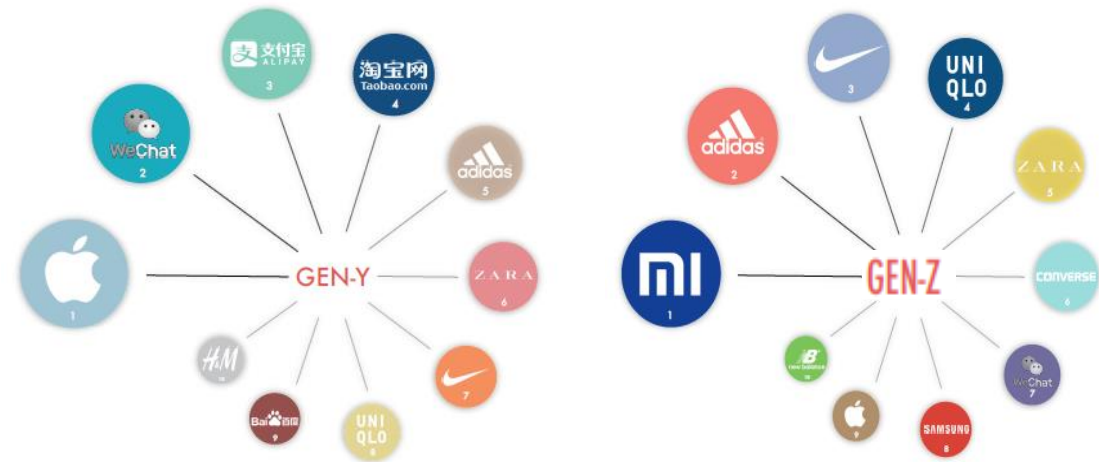 支付宝
ALIPAY
3
淘宝网
Taobao.com
4
WeChat
2
adidas
5
1
GEN-Y
ZARA
6
H&M
10
Bai百度
9
UNI
QLO
8
7
3
UNI
QLO
4
adidas
2
ZARA
5
mi
1
GEN-Z
CONVERSE
6
new balance
10
9
SAMSUNG
8
WeChat
7